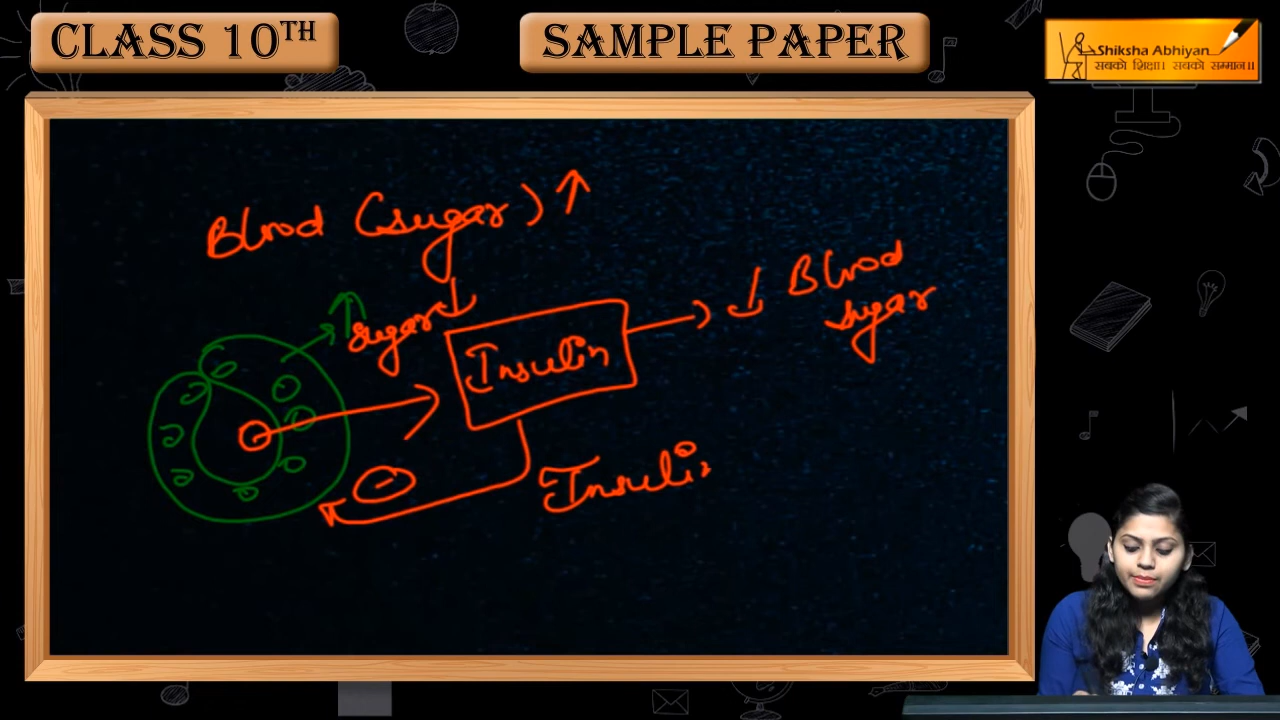 CLASS 10TH
SAMPLE PAPER
Shiksha Abhiyan
सबको शिक्षा। सबको सम्मान॥
Blood (sugar) ↑
↓
↑ sugar
Insulin
↓ Blood
sugar
−
Insulin